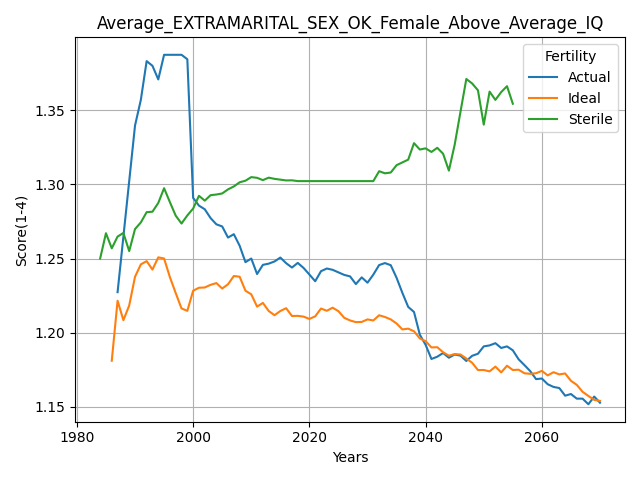 Average_EXTRAMARITAL_SEX_OK_Female_Above_Average_IQ
Fertility
Actual
Ideal
Sterile
Score(1-4)
1.35
1.30
1.25
1.20
1.15
1980 2000 2020 2040 2060
Years